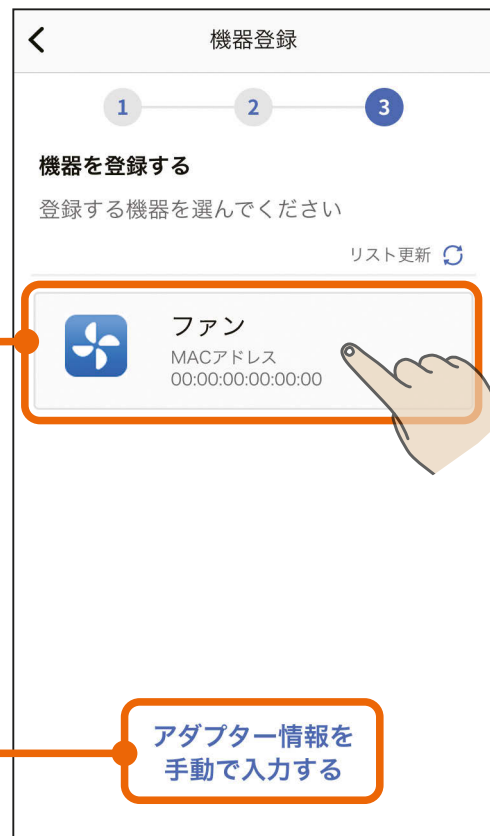 機器登録
1 2 3
機器を登録する
登録する機器を選んでください
リスト更新
ファン
MACアドレス
00:00:00:00:00:00
アダプター情報を
手動で入力する